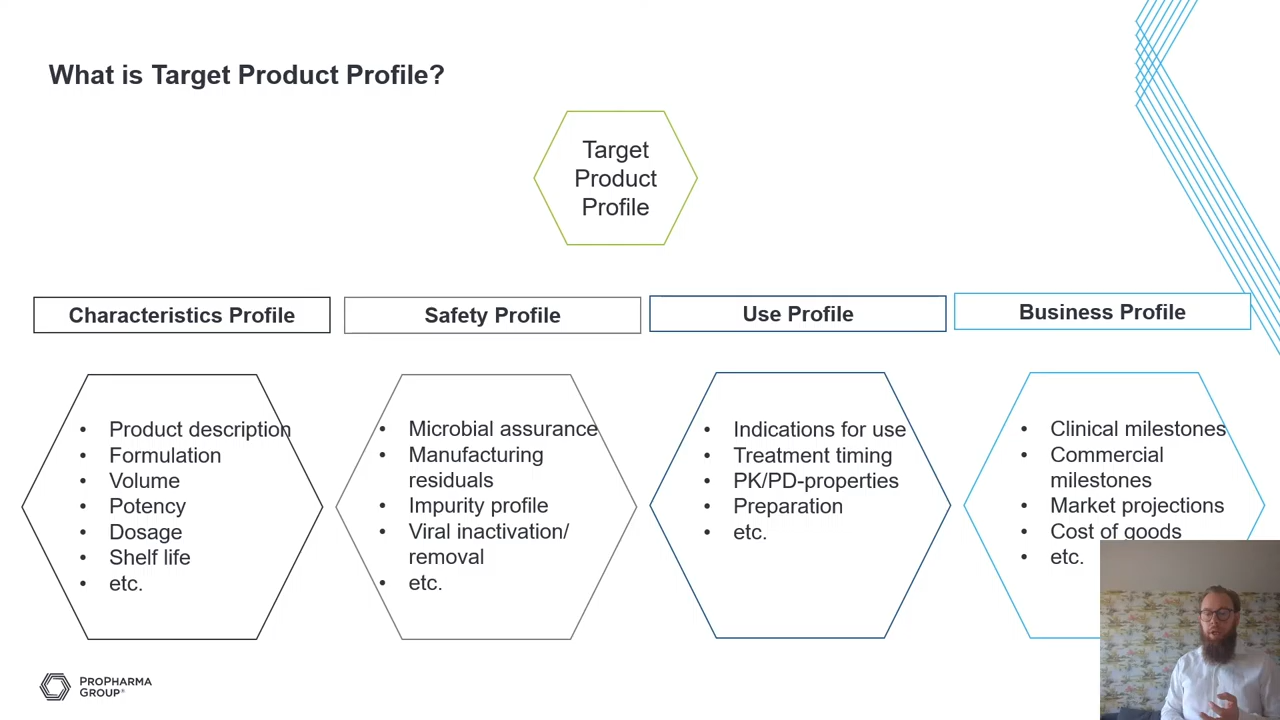 What is Target Product Profile?
Target
Product
Profile
Characteristics Profile
Safety Profile
Use Profile
Business Profile
• Product description
• Formulation
• Volume
• Potency
• Dosage
• Shelf life
• etc.
• Microbial assurance
• Manufacturing
residuals
• Impurity profile
• Viral inactivation/
removal
• etc.
• Indications for use
• Treatment timing
• PK/PD-properties
• Preparation
• etc.
• Clinical milestones
• Commercial
milestones
• Market projections
• Cost of goods
• etc.
PROPHARMA
GROUP®